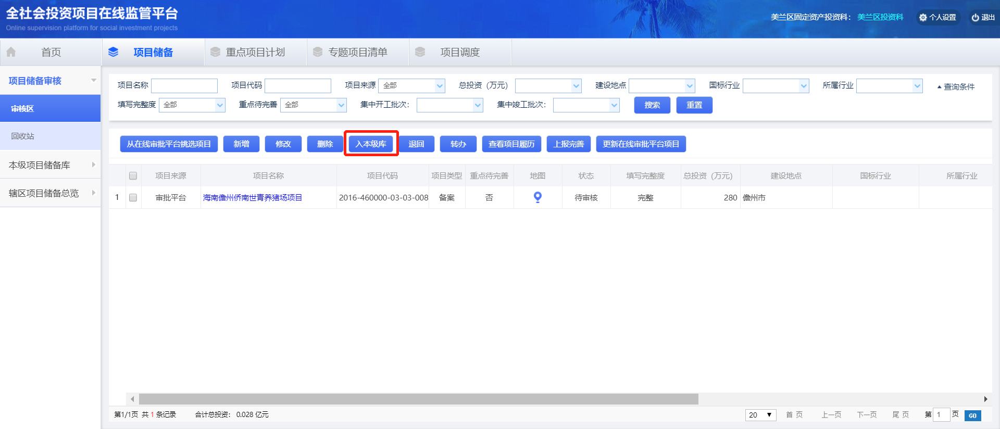 全社会投资项目在线监管平台
Online supervision platform for social investment projects
美兰区固定资产投资科： 美兰区投资科 个人设置 退出
首页 项目储备 重点项目计划 专题项目清单 项目调度
项目储备审核
审核区
回收站
本级项目储备库
辖区项目储备总览
项目名称 项目代码 项目来源 全部 总投资（万元） 建设地点 国标行业 所属行业 查询条件
填写完整度 全部 重点待完善 全部 集中开工批次： 集中竣工批次： 搜索 重置
从在线审批平台挑选项目 新增 修改 删除 入本级库 退回 转办 查看项目履历 上报完善 更新在线审批平台项目
项目来源 项目名称 项目代码 项目类型 重点待完善 地图 状态 填写完整度 总投资（万元） 建设地点 国标行业 所属行业
1 审批平台 海南儋州侨南世青养猪场项目 2016-460000-03-03-008 备案 否 待审核 完整 280 儋州市
第1/1页 共 1 条记录 合计总投资： 0.028 亿元 20 首 页 上一页 下一页 尾 页 第 1 页 GO